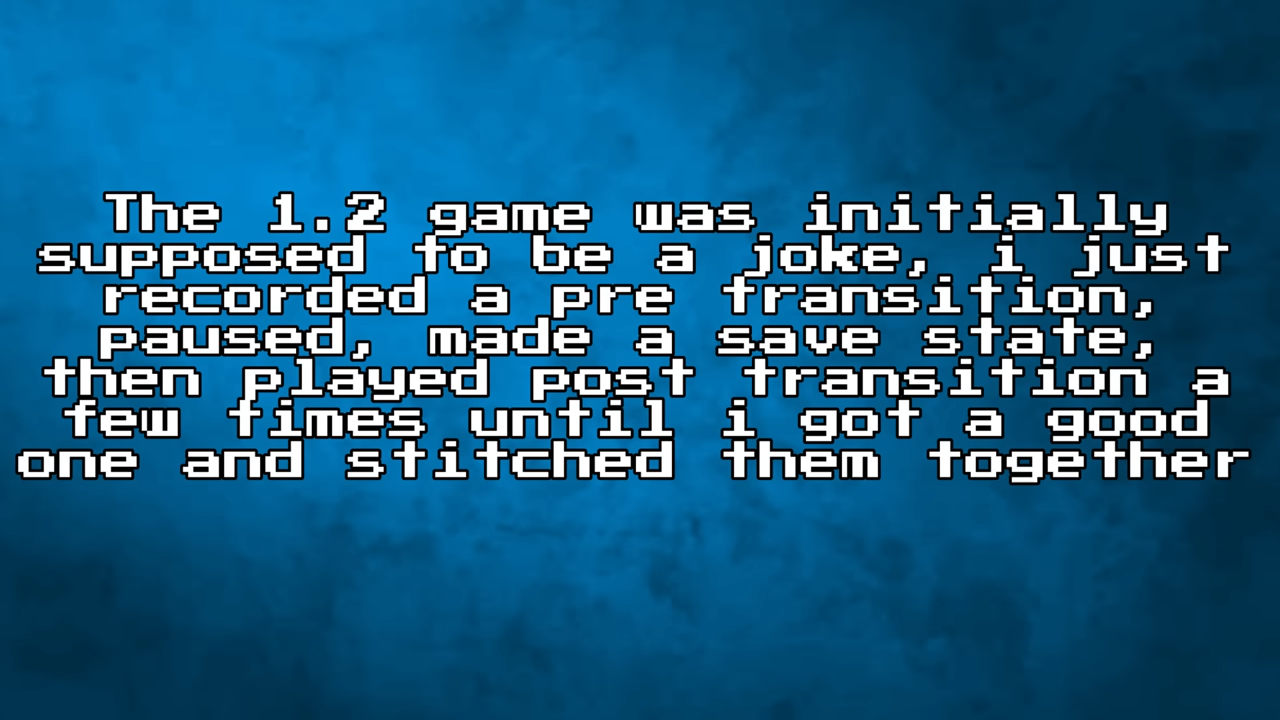 The 1.2 game was initially
supposed to be a joke, i just
recorded a pre transition,
paused, made a save state,
then played post transition a
few times until i got a good
one and stitched them together